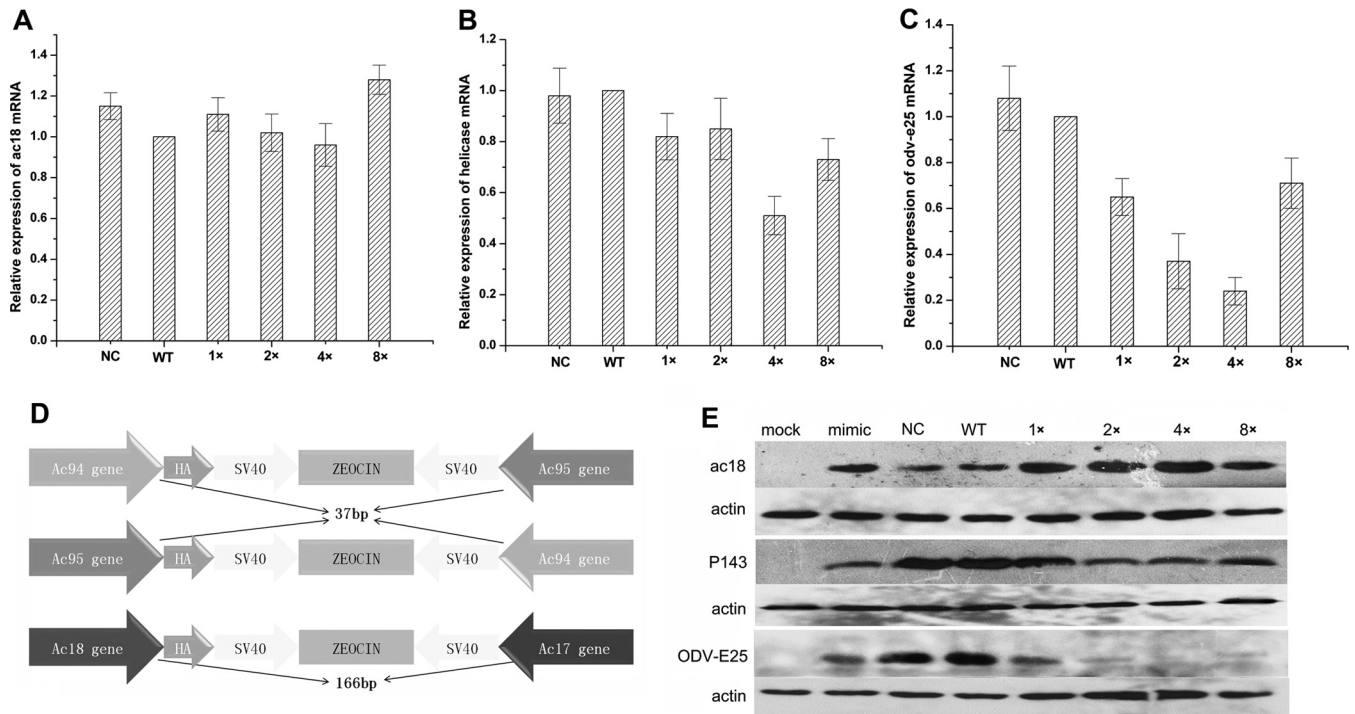 A
Relative expression of ac18 mRNA
1.4
1.2
1.0
0.8
0.6
0.4
0.2
0.0
NC WT 1× 2× 4× 8×
B
Relative expression of helicase mRNA
1.2
1.0
0.8
0.6
0.4
0.2
0.0
NC WT 1× 2× 4× 8×
C
Relative expression of odv-e25 mRNA
1.2
1.0
0.8
0.6
0.4
0.2
0.0
NC WT 1× 2× 4× 8×
D
Ac94 gene HA SV40 ZEOCIN SV40 Ac95 gene
37bp
Ac95 gene HA SV40 ZEOCIN SV40 Ac94 gene
Ac18 gene HA SV40 ZEOCIN SV40 Ac17 gene
166bp
E
mock mimic NC WT 1× 2× 4× 8×
ac18
actin
P143
actin
ODV-E25
actin